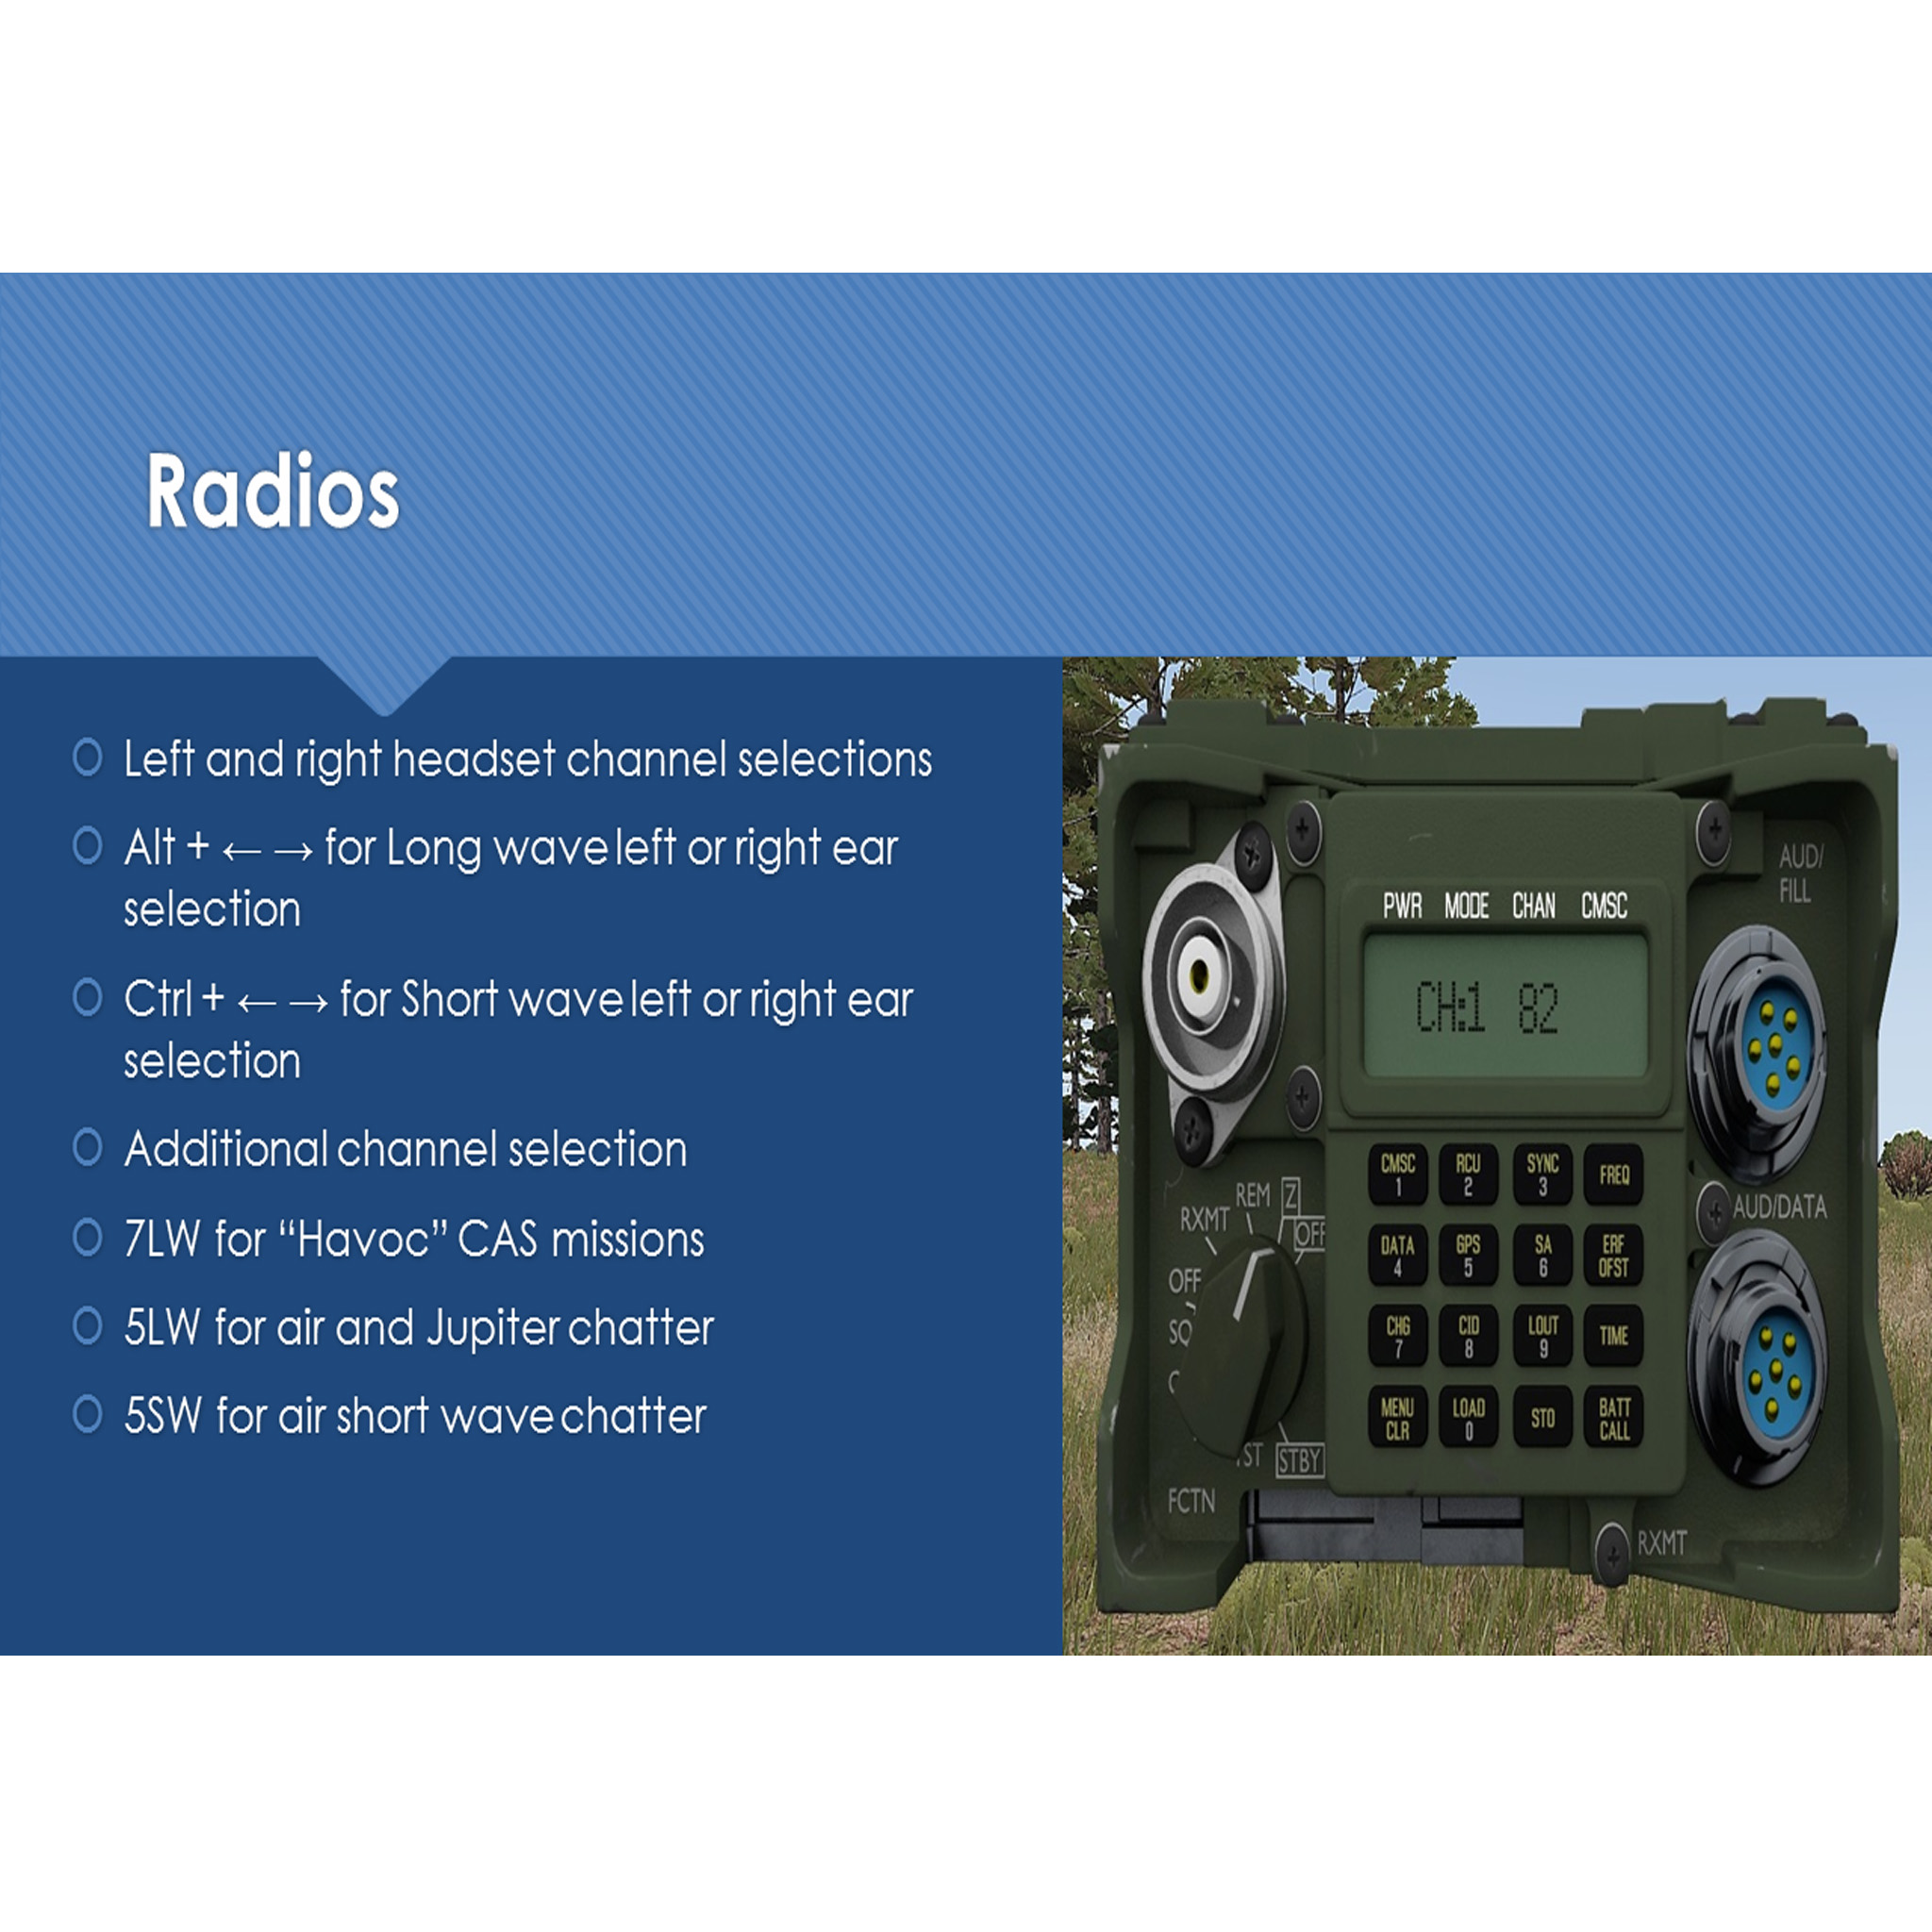 Radios
Left and right headset channel selections
Alt + ← → for Long wave left or right ear
selection
Ctrl + ← → for Short wave left or right ear
selection
Additional channel selection
7LW for “Havoc” CAS missions
5LW for air and Jupiter chatter
5SW for air short wave chatter
AUD/
FILL
PWR MODE CHAN CMSC
CH:1 82
CMSC RCU SYNC FREQ
1 2 3
REM Z
RXMT OFF
AUD/DATA
DATA GPS SA ERF
4 5 6 OFST
OFF
SQ
CHG CID LOUT TIME
7 8 9
MENU LOAD STO BATT
CLR 0 CALL
STBY
FCTN
RXMT